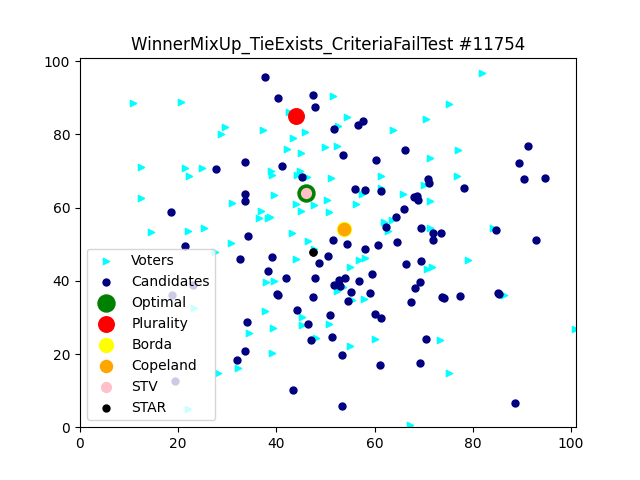 WinnerMixUp_TieExists_CriteriaFailTest #11754
100
80
60
40
20
0
0 20 40 60 80 100
Voters
Candidates
Optimal
Plurality
Borda
Copeland
STV
STAR